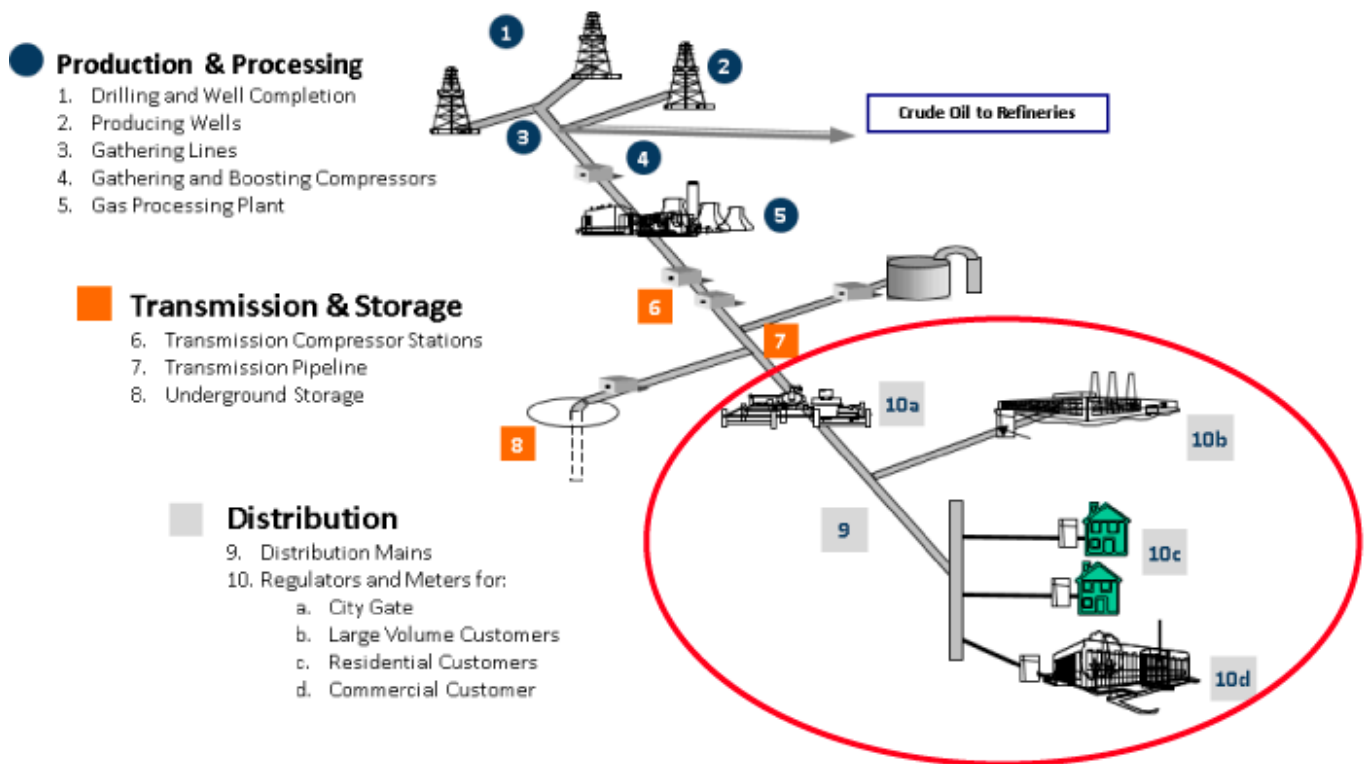 Production & Processing
1. Drilling and Well Completion
2. Producing Wells
3. Gathering Lines
4. Gathering and Boosting Compressors
5. Gas Processing Plant
Transmission & Storage
6. Transmission Compressor Stations
7. Transmission Pipeline
8. Underground Storage
Distribution
9. Distribution Mains
10. Regulators and Meters for:
a. City Gate
b. Large Volume Customers
c. Residential Customers
d. Commercial Customer
1
2
Crude Oil to Refineries
3
4
5
6
7
8
10a
10b
9
10c
10d